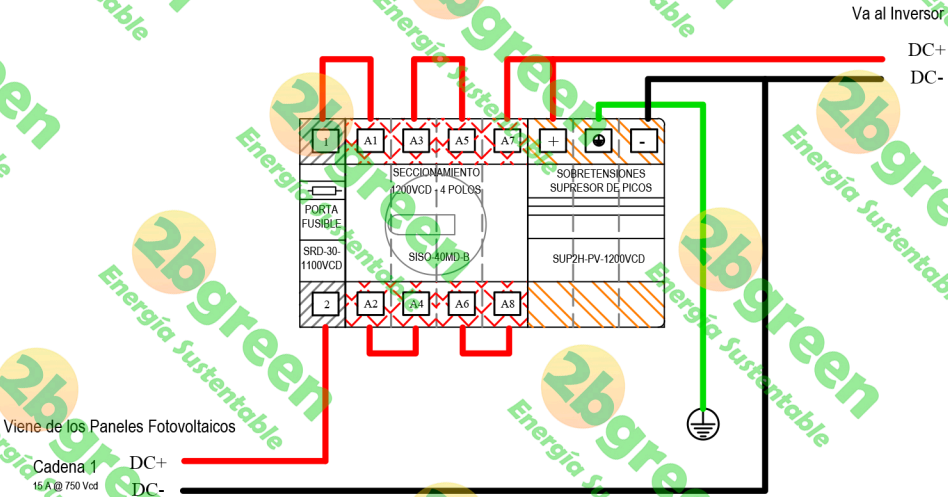 Va al Inversor
DC+
DC-
1
A1
A3
A5
A7
+
-
SECCIONAMIENTO
1200VCD - 4 POLOS
SOBRETENSIONES
SUPRESOR DE PICOS
PORTA
FUSIBLE
SRD-30-
1100VCD
SISO-40MD-B
SUP2H-PV-1200VCD
2
A2
A4
A6
A8
Viene de los Paneles Fotovoltaicos
Cadena 1
15 A @ 750 Vcd
DC+
DC-
2bgreen
Energía Sustentable